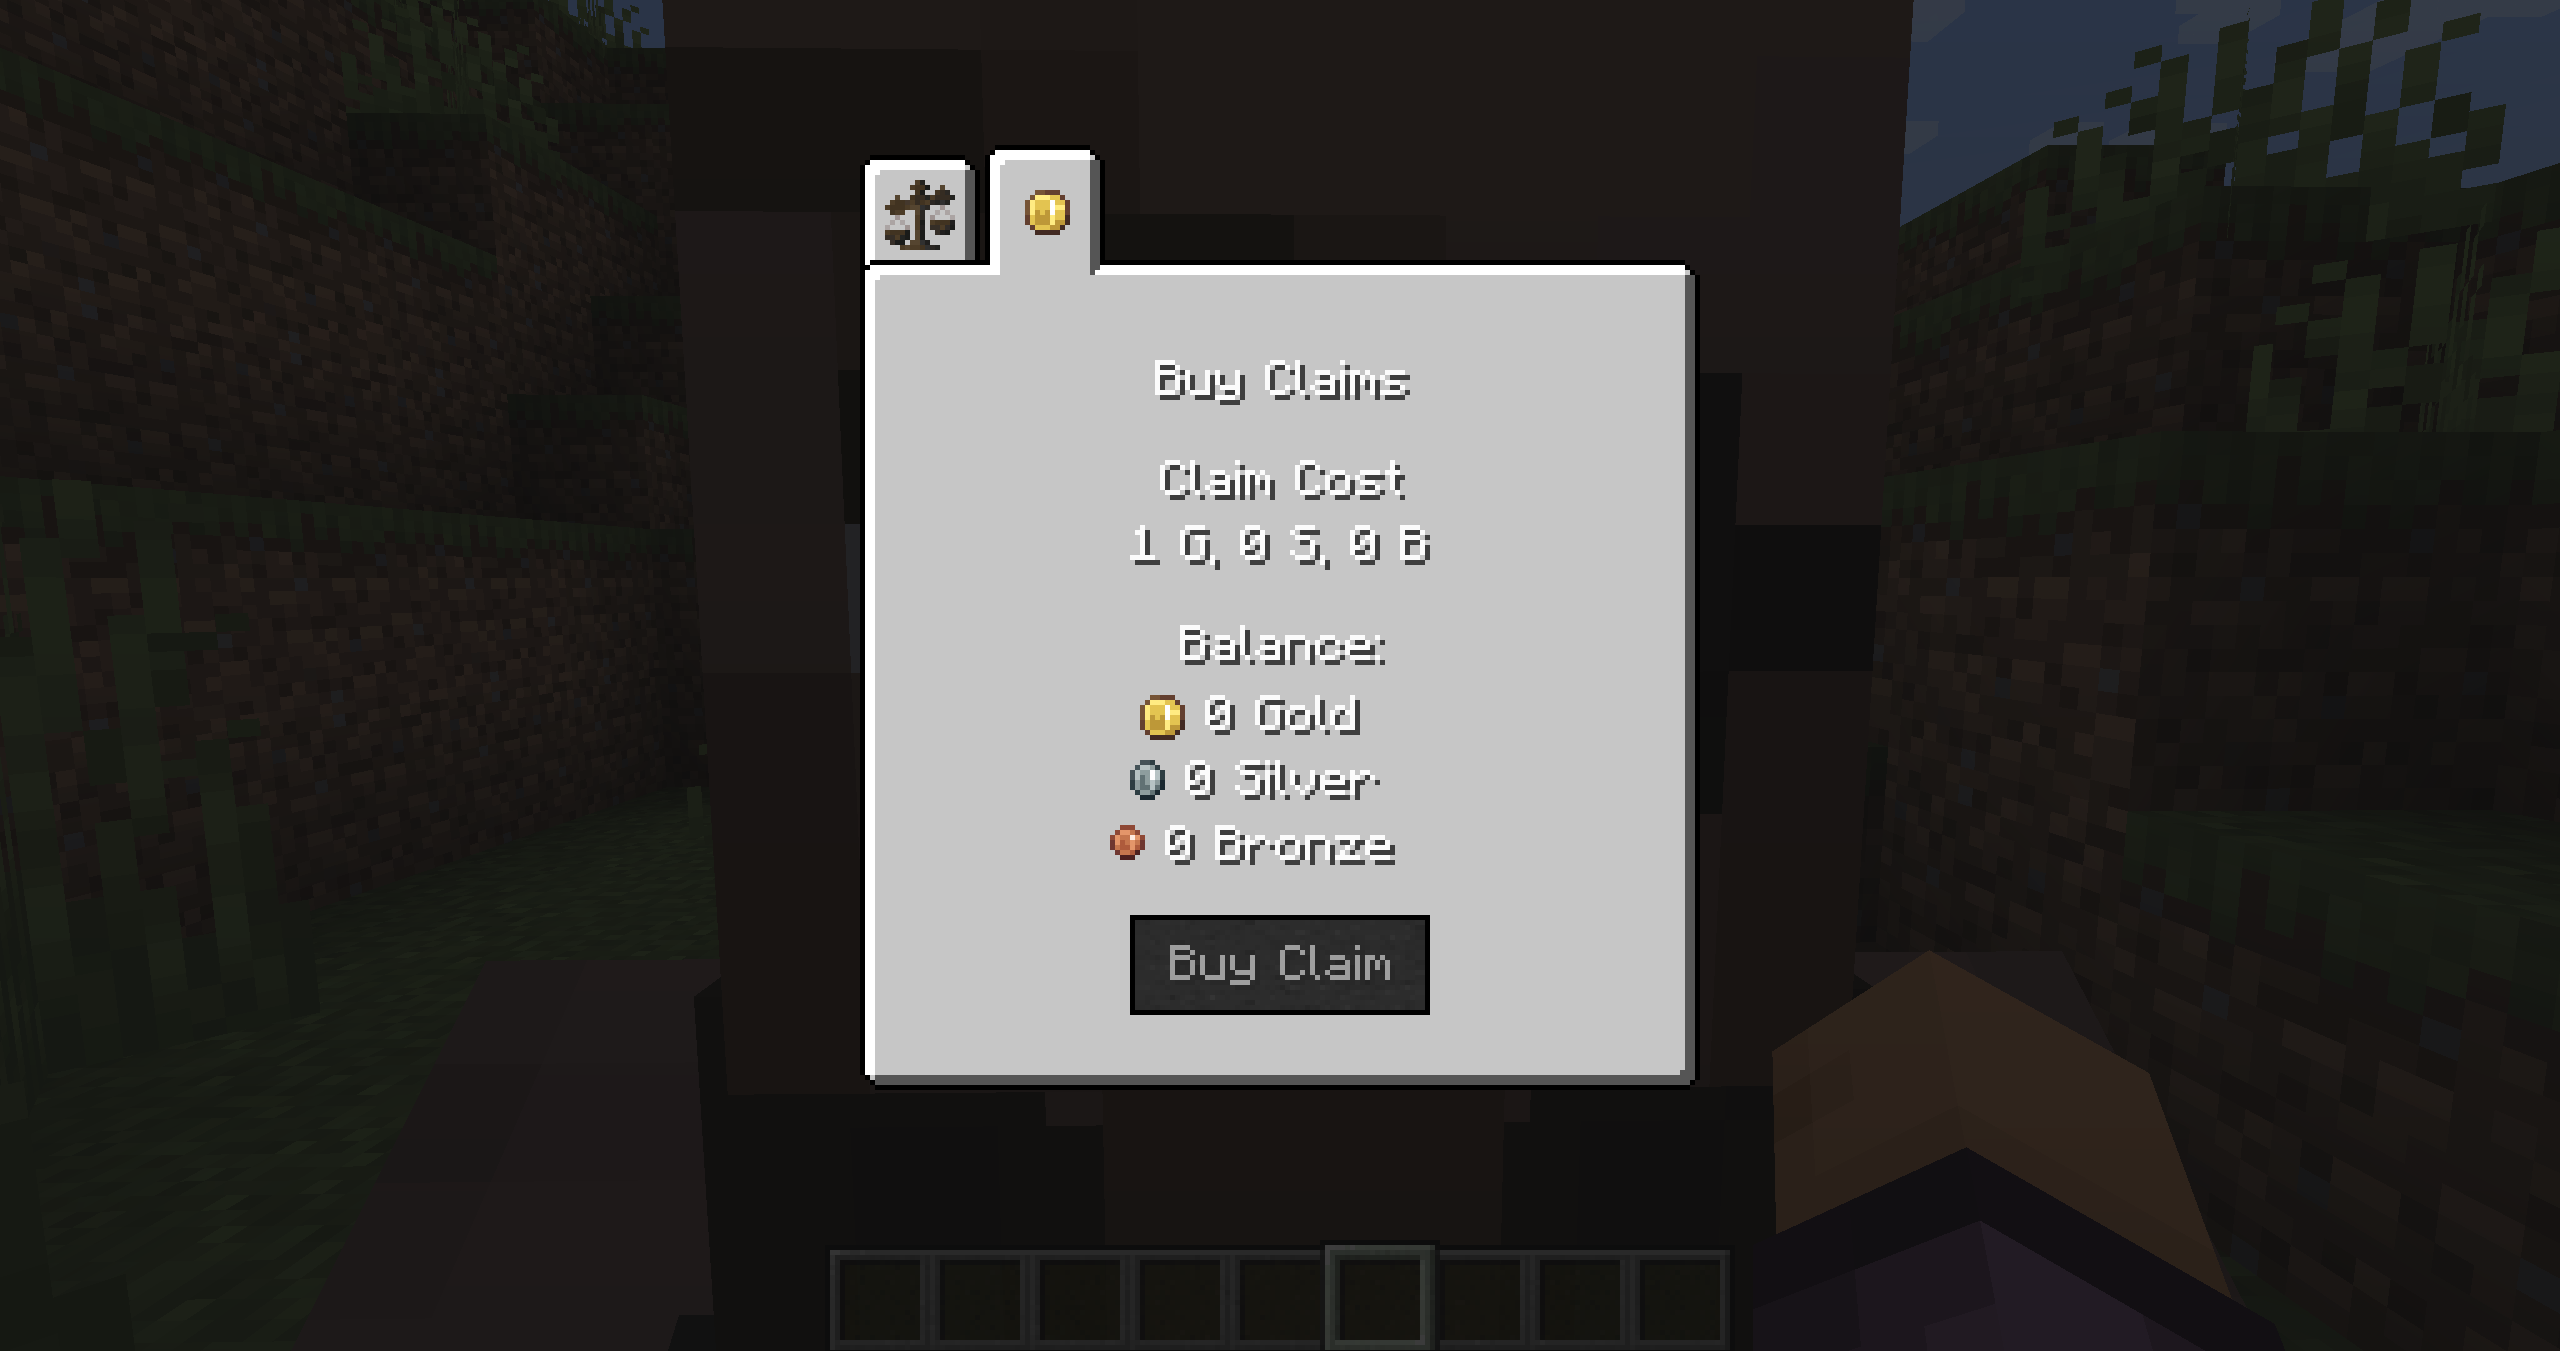 Buy Claims
Claim Cost
1 G, 0 S, 0 B
Balance:
0 Gold
0 Silver
0 Bronze
Buy Claim